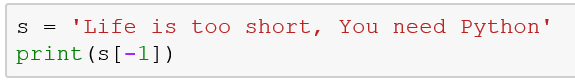 s = 'Life is too short, You need Python'
print(s[-1])